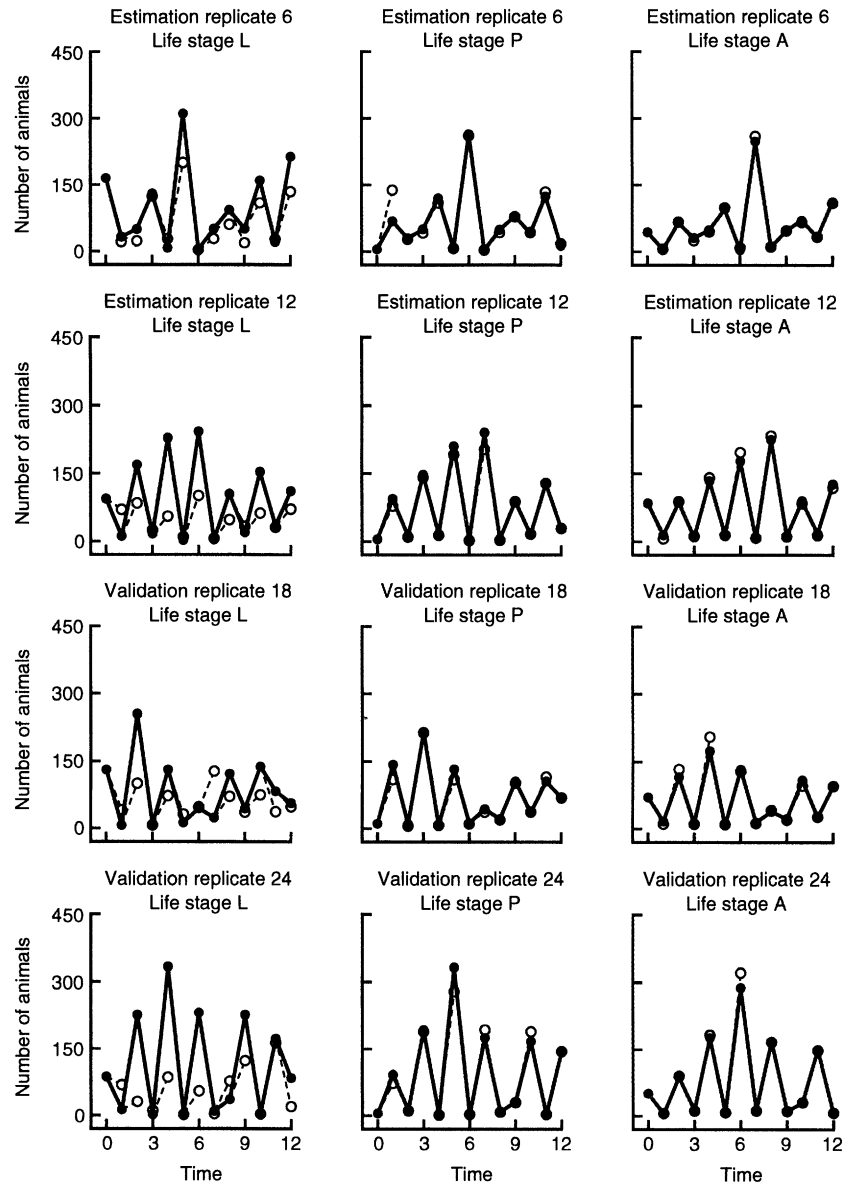 Estimation replicate 6
Life stage L
Estimation replicate 6
Life stage P
Estimation replicate 6
Life stage A
Number of animals
450
300
150
0
Estimation replicate 12
Life stage L
Estimation replicate 12
Life stage P
Estimation replicate 12
Life stage A
Number of animals
450
300
150
0
Validation replicate 18
Life stage L
Validation replicate 18
Life stage P
Validation replicate 18
Life stage A
Number of animals
450
300
150
0
Validation replicate 24
Life stage L
Validation replicate 24
Life stage P
Validation replicate 24
Life stage A
Number of animals
450
300
150
0
0 3 6 9 12
0 3 6 9 12
0 3 6 9 12
Time
Time
Time